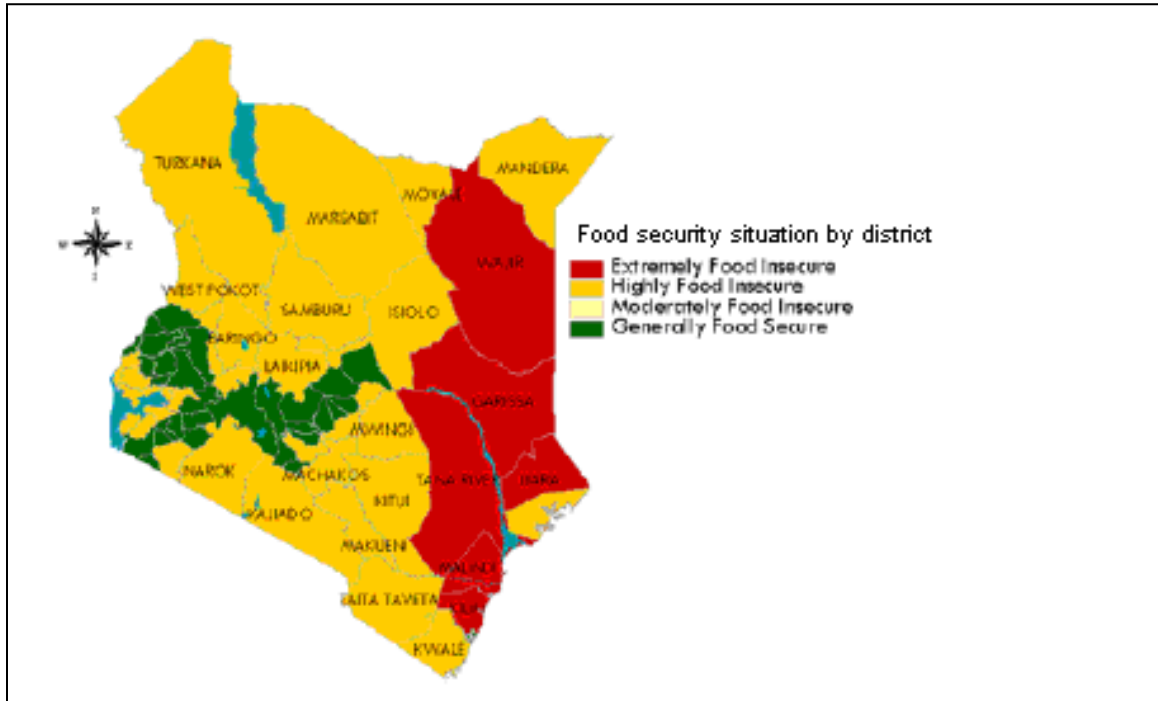 TURKANA
MANDERA
MOYALE
MARSABIT
Food security situation by district
WAJIR
Extremely Food Insecure
Highly Food Insecure
Moderately Food Insecure
Generally Food Secure
WEST POKOT
SAMBURU
ISIOLO
BARINGO
LAIKIPIA
GARISSA
MWINGI
NAROK
MACHAKOS
TANA RIVER
IJARA
KITUI
KAJIADO
MAKUENI
MALINDI
TAITA TAVETA
KWALE
N
W
E